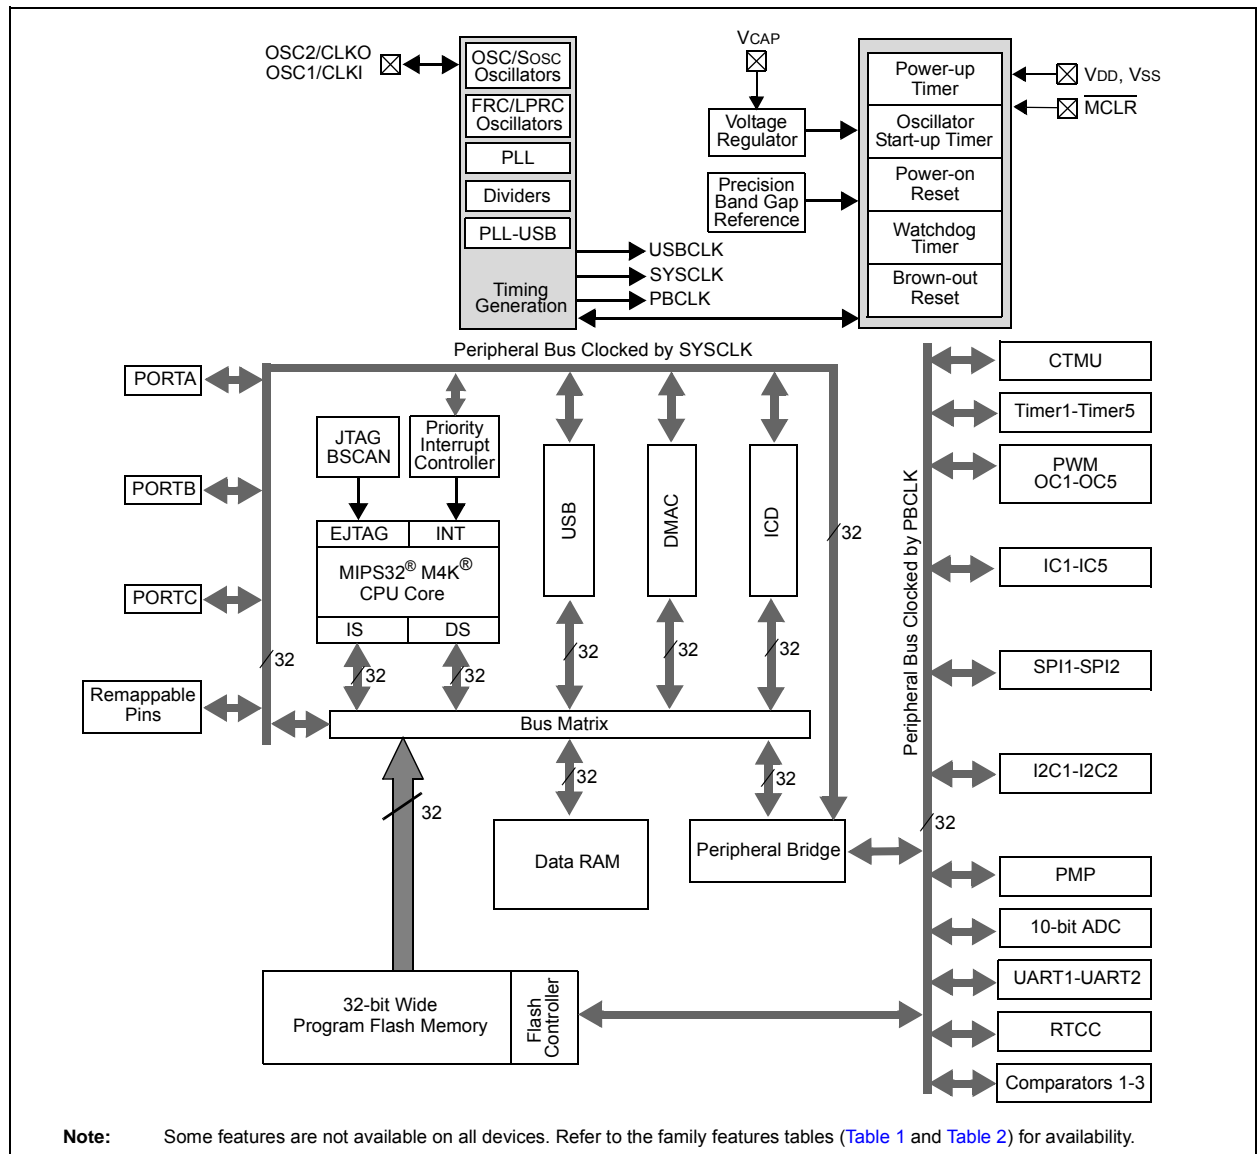 OSC2/CLKO
OSC1/CLKI
OSC/SOSC
Oscillators
FRC/LPRC
Oscillators
PLL
Dividers
PLL-USB
Timing
Generation
USBCLK
SYSCLK
PBCLK
VCAP
Voltage
Regulator
Precision
Band Gap
Reference
Power-up
Timer
Oscillator
Start-up Timer
Power-on
Reset
Watchdog
Timer
Brown-out
Reset
VDD, VSS
MCLR
Peripheral Bus Clocked by SYSCLK
PORTA
PORTB
PORTC
Remappable
Pins
32
JTAG
BSCAN
Priority
Interrupt
Controller
EJTAG
INT
MIPS32® M4K®
CPU Core
IS
DS
32
32
USB
32
DMAC
32
ICD
32
32
Bus Matrix
32
32
32
Data RAM
Peripheral Bridge
32-bit Wide
Program Flash Memory
Flash
Controller
Peripheral Bus Clocked by PBCLK
32
CTMU
Timer1-Timer5
PWM
OC1-OC5
IC1-IC5
SPI1-SPI2
I2C1-I2C2
PMP
10-bit ADC
UART1-UART2
RTCC
Comparators 1-3
Note: Some features are not available on all devices. Refer to the family features tables (Table 1 and Table 2) for availability.